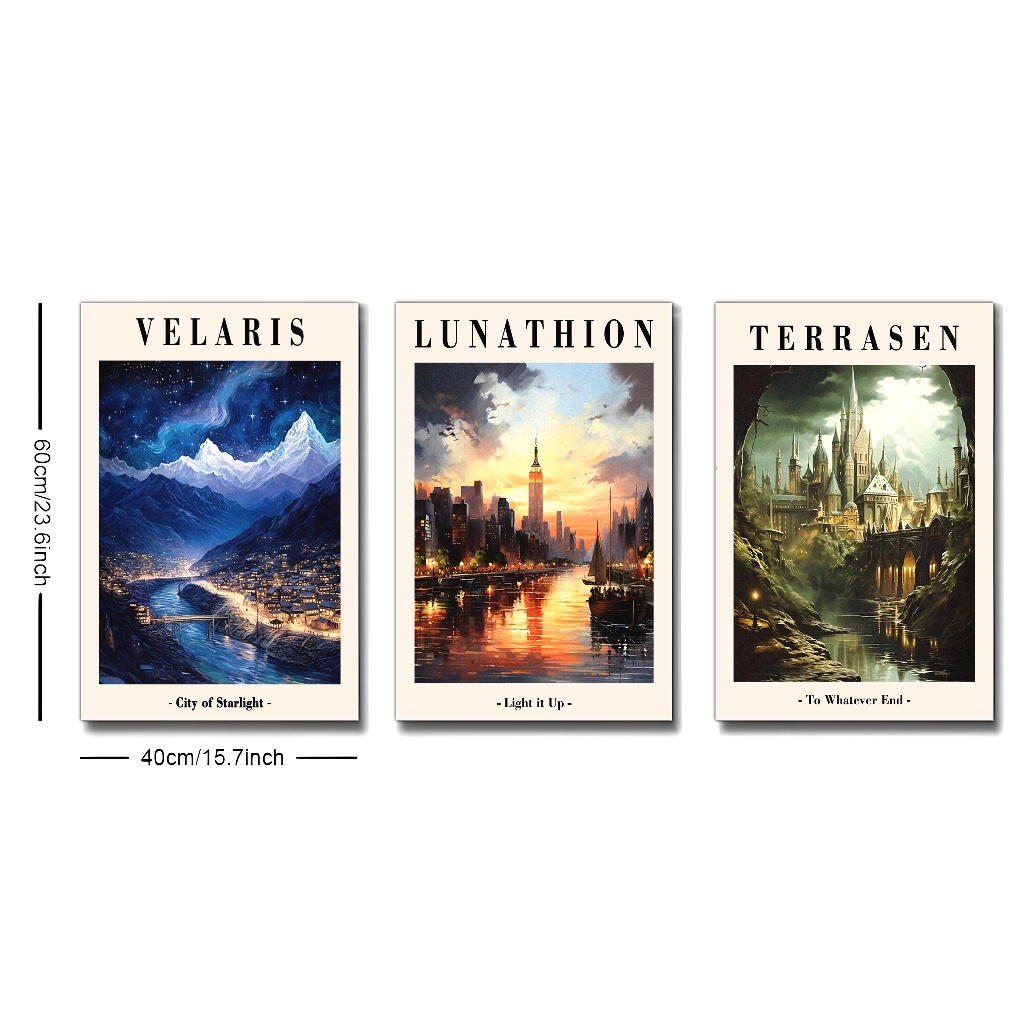 VELARIS
- City of Starlight -
LUNATHION
- Light it Up -
TERRASEN
- To Whatever End -
60cm/23.6inch
40cm/15.7inch